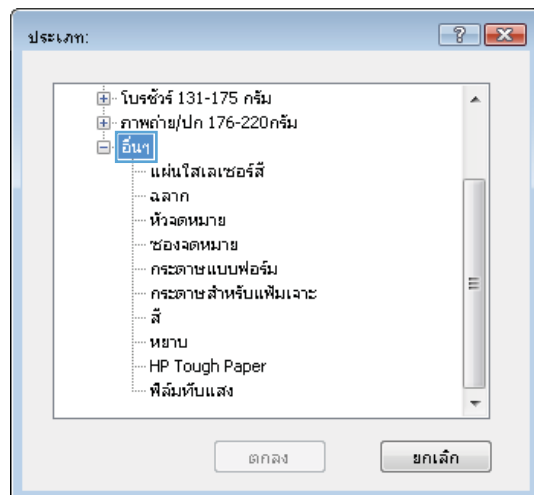 ประเภท:
โบรชัวร์ 131-175 กรัม
ภาพถ่าย/ปก 176-220กรัม
อื่นๆ
แผ่นใสเลเซอร์สี
ฉลาก
หัวจดหมาย
ซองจดหมาย
กระดาษแบบฟอร์ม
กระดาษสำหรับแฟ้มเจาะ
สี
หยาบ
HP Tough Paper
ฟิล์มทึบแสง
ตกลง
ยกเลิก